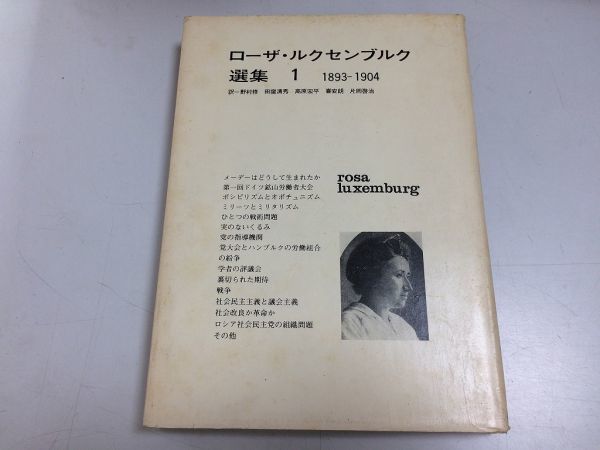 ローザ・ルクセンブルク
選集 1 1893-1904
訳=野村修 田窪清秀 高原宏平 喜安朗 片岡啓治
rosa
luxemburg
メーデーはどうして生まれたか
第一回ドイツ鉱山労働者大会
ポシビリズムとオポチュニズム
ミリーツとミリタリズム
ひとつの戦術問題
実のないくるみ
党の指導機関
党大会とハンブルクの労働組合
の紛争
学者の評議会
裏切られた期待
戦争
社会民主主義と議会主義
社会改良か革命か
ロシア社会民主党の組織問題
その他